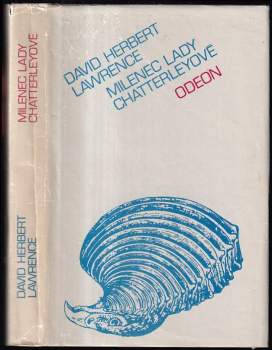 DAVID HERBERT
LAWRENCE
MILENEC LADY
CHATTERLEYOVÉ
ODEON
MILENEC LADY
CHATTERLEYOVÉ
DAVID HERBERT
LAWRENCE